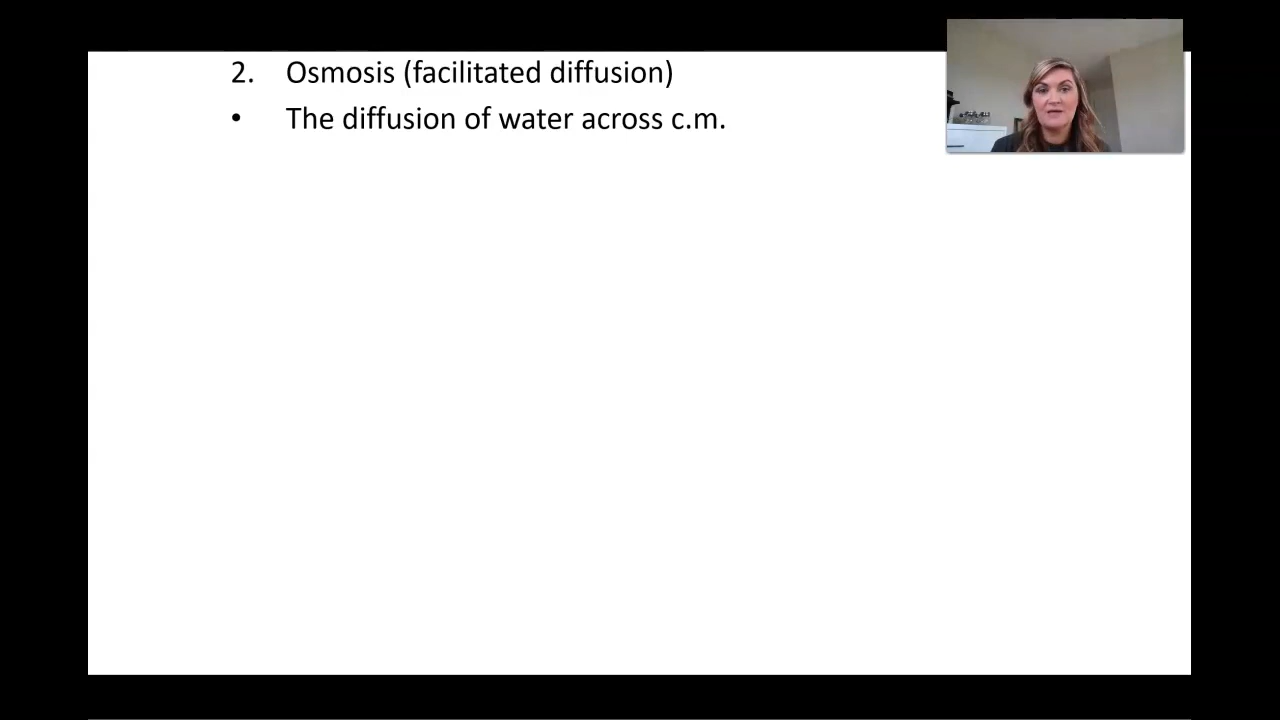 2. Osmosis (facilitated diffusion)
• The diffusion of water across c.m.